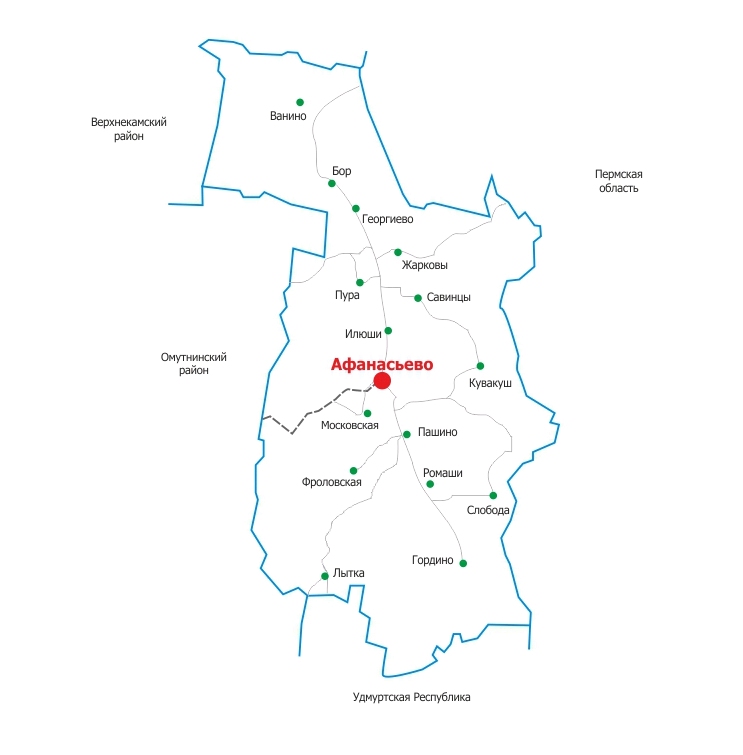 Верхнекамский
район
Ванино
Бор
Пермская
область
Георгиево
Жарковы
Пура
Савинцы
Илюши
Омутнинский
район
Афанасьево
Кувакуш
Московская
Пашино
Фроловская
Ромаши
Слобода
Гордино
Лытка
Удмуртская Республика